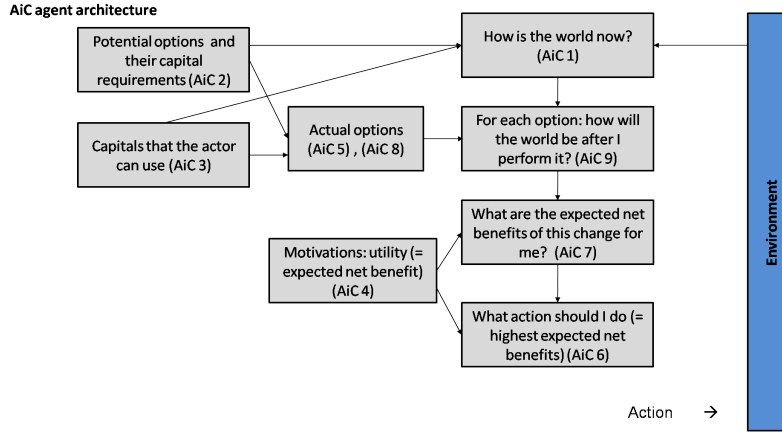 AiC agent architecture
Potential options and
their capital
requirements (AiC 2)
How is the world now?
(AiC 1)
Capitals that the actor
can use (AiC 3)
Actual options
(AiC 5) , (AiC 8)
For each option: how will
the world be after I
perform it? (AiC 9)
What are the expected net
benefits of this change for
me? (AiC 7)
Motivations: utility (=
expected net benefit)
(AiC 4)
What action should I do (=
highest expected net
benefits) (AiC 6)
Environment
Action →